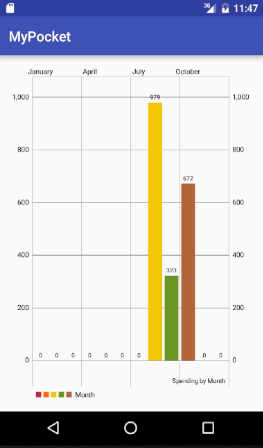 3G 11:47
MyPocket
January April July October
1,000 979 1,000
800 800
672
600 600
400 400
323
200 200
0 0 0 0 0 0 0 0 0 0 0
Spending by Month
Month